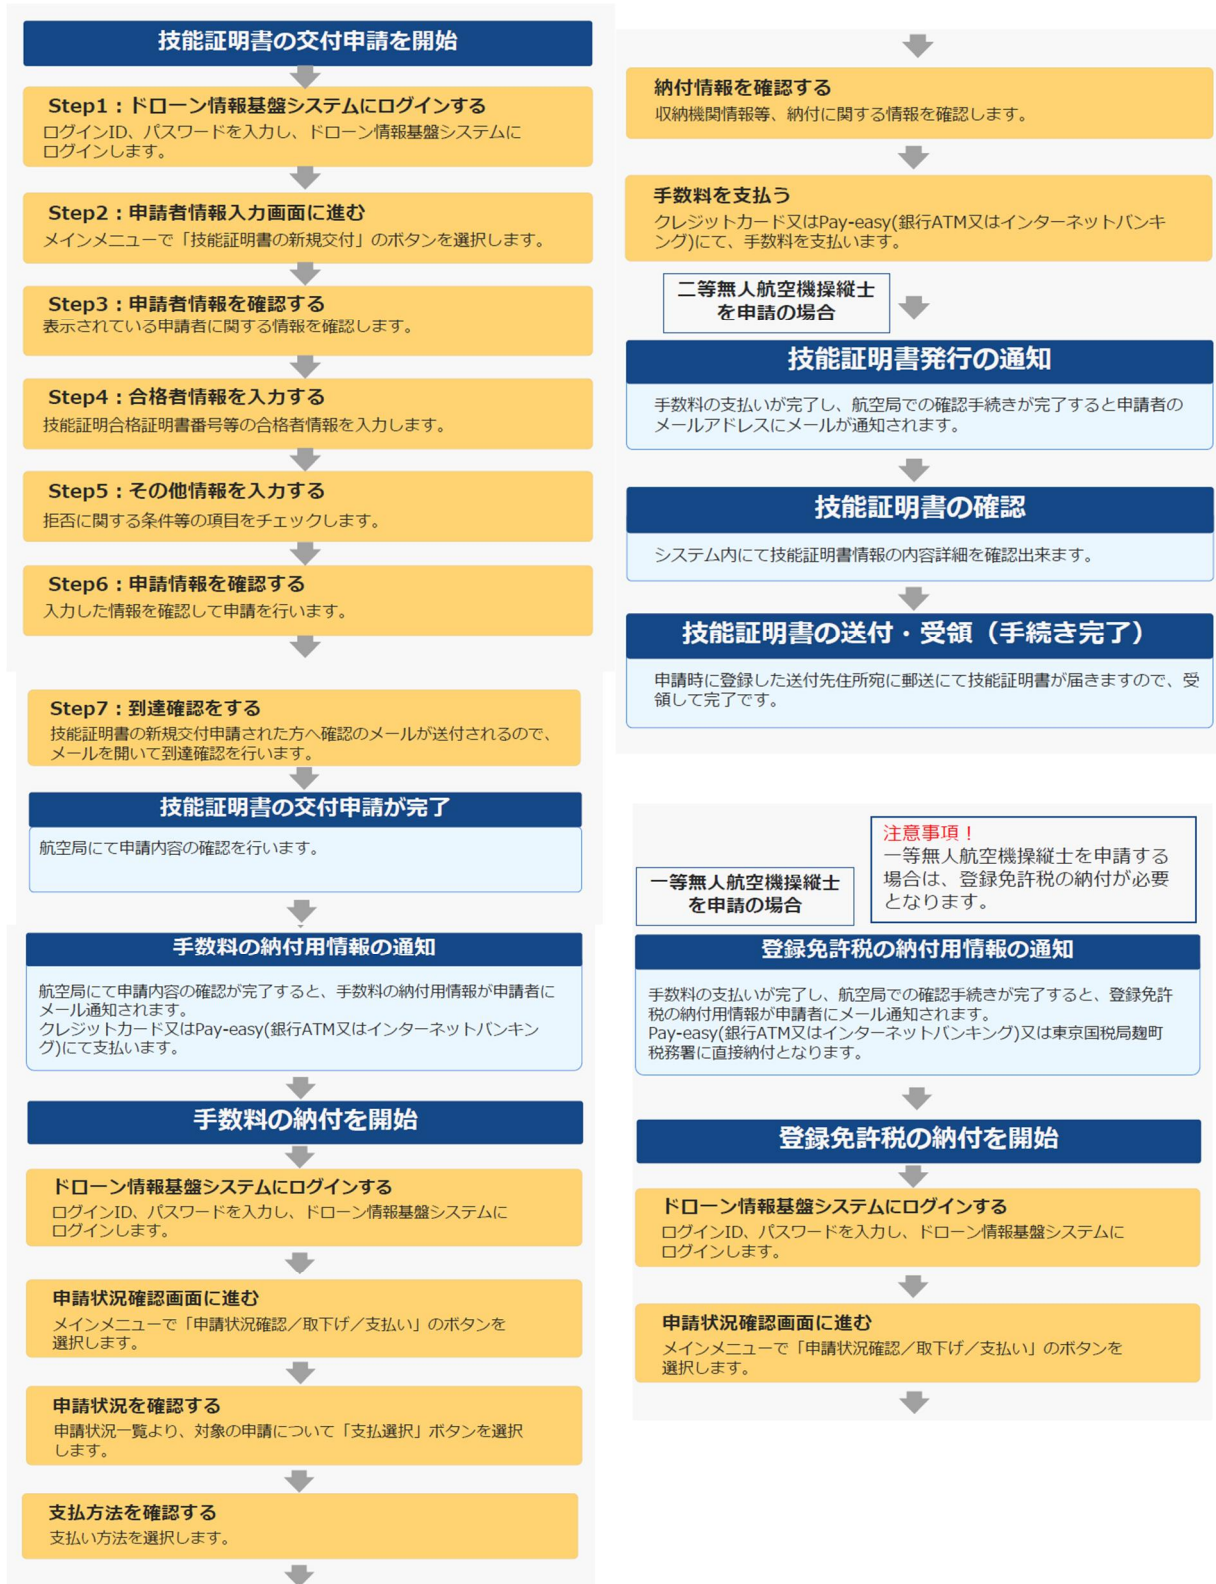 技能証明書の交付申請を開始
Step1：ドローン情報基盤システムにログインする
ログインID、パスワードを入力し、ドローン情報基盤システムに
ログインします。
Step2：申請者情報入力画面に進む
メインメニューで「技能証明書の新規交付」のボタンを選択します。
Step3：申請者情報を確認する
表示されている申請者に関する情報を確認します。
Step4：合格者情報を入力する
技能証明合格証明書番号等の合格者情報を入力します。
Step5：その他情報を入力する
拒否に関する条件等の項目をチェックします。
Step6：申請情報を確認する
入力した情報を確認して申請を行います。
Step7：到達確認をする
技能証明書の新規交付申請された方へ確認のメールが送付されるので、
メールを開いて到達確認を行います。
技能証明書の交付申請が完了
航空局にて申請内容の確認を行います。
手数料の納付用情報の通知
航空局にて申請内容の確認が完了すると、手数料の納付用情報が申請者に
メール通知されます。
クレジットカード又はPay-easy(銀行ATM又はインターネットバンキン
グ)にて支払います。
手数料の納付を開始
ドローン情報基盤システムにログインする
ログインID、パスワードを入力し、ドローン情報基盤システムに
ログインします。
申請状況確認画面に進む
メインメニューで「申請状況確認／取下げ／支払い」のボタンを
選択します。
申請状況を確認する
申請状況一覧より、対象の申請について「支払選択」ボタンを選択
します。
支払方法を確認する
支払い方法を選択します。
納付情報を確認する
収納機関情報等、納付に関する情報を確認します。
手数料を支払う
クレジットカード又はPay-easy(銀行ATM又はインターネットバンキ
ング)にて、手数料を支払います。
二等無人航空機操縦士
を申請の場合
技能証明書発行の通知
手数料の支払いが完了し、航空局での確認手続きが完了すると申請者の
メールアドレスにメールが通知されます。
技能証明書の確認
システム内にて技能証明書情報の内容詳細を確認出来ます。
技能証明書の送付・受領（手続き完了）
申請時に登録した送付先住所宛に郵送にて技能証明書が届きますので、受
領して完了です。
注意事項！
一等無人航空機操縦士を申請する
場合は、登録免許税の納付が必要
となります。
一等無人航空機操縦士
を申請の場合
登録免許税の納付用情報の通知
手数料の支払いが完了し、航空局での確認手続きが完了すると、登録免許
税の納付用情報が申請者にメール通知されます。
Pay-easy(銀行ATM又はインターネットバンキング)又は東京国税局麹町
税務署に直接納付となります。
登録免許税の納付を開始
ドローン情報基盤システムにログインする
ログインID、パスワードを入力し、ドローン情報基盤システムに
ログインします。
申請状況確認画面に進む
メインメニューで「申請状況確認／取下げ／支払い」のボタンを
選択します。